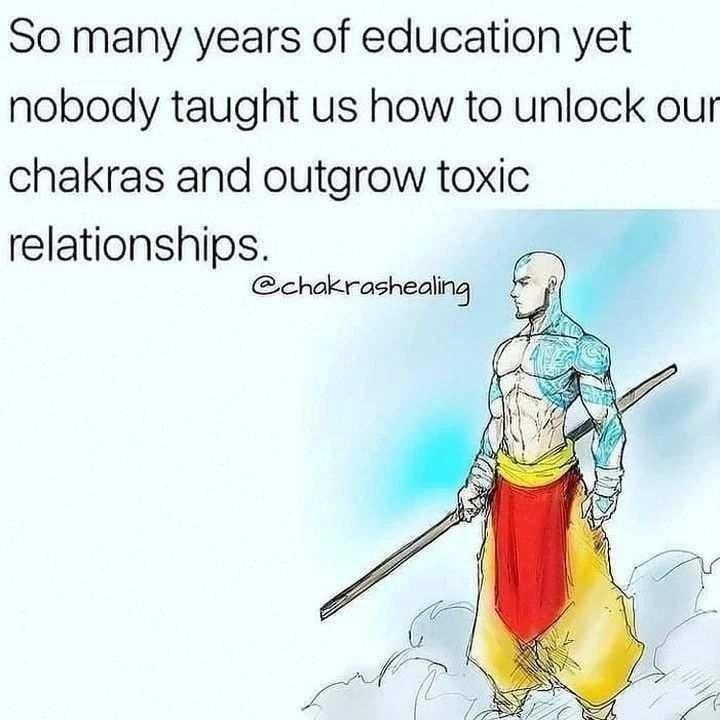 So many years of education yet
nobody taught us how to unlock our
chakras and outgrow toxic
relationships.
@chakrashealing